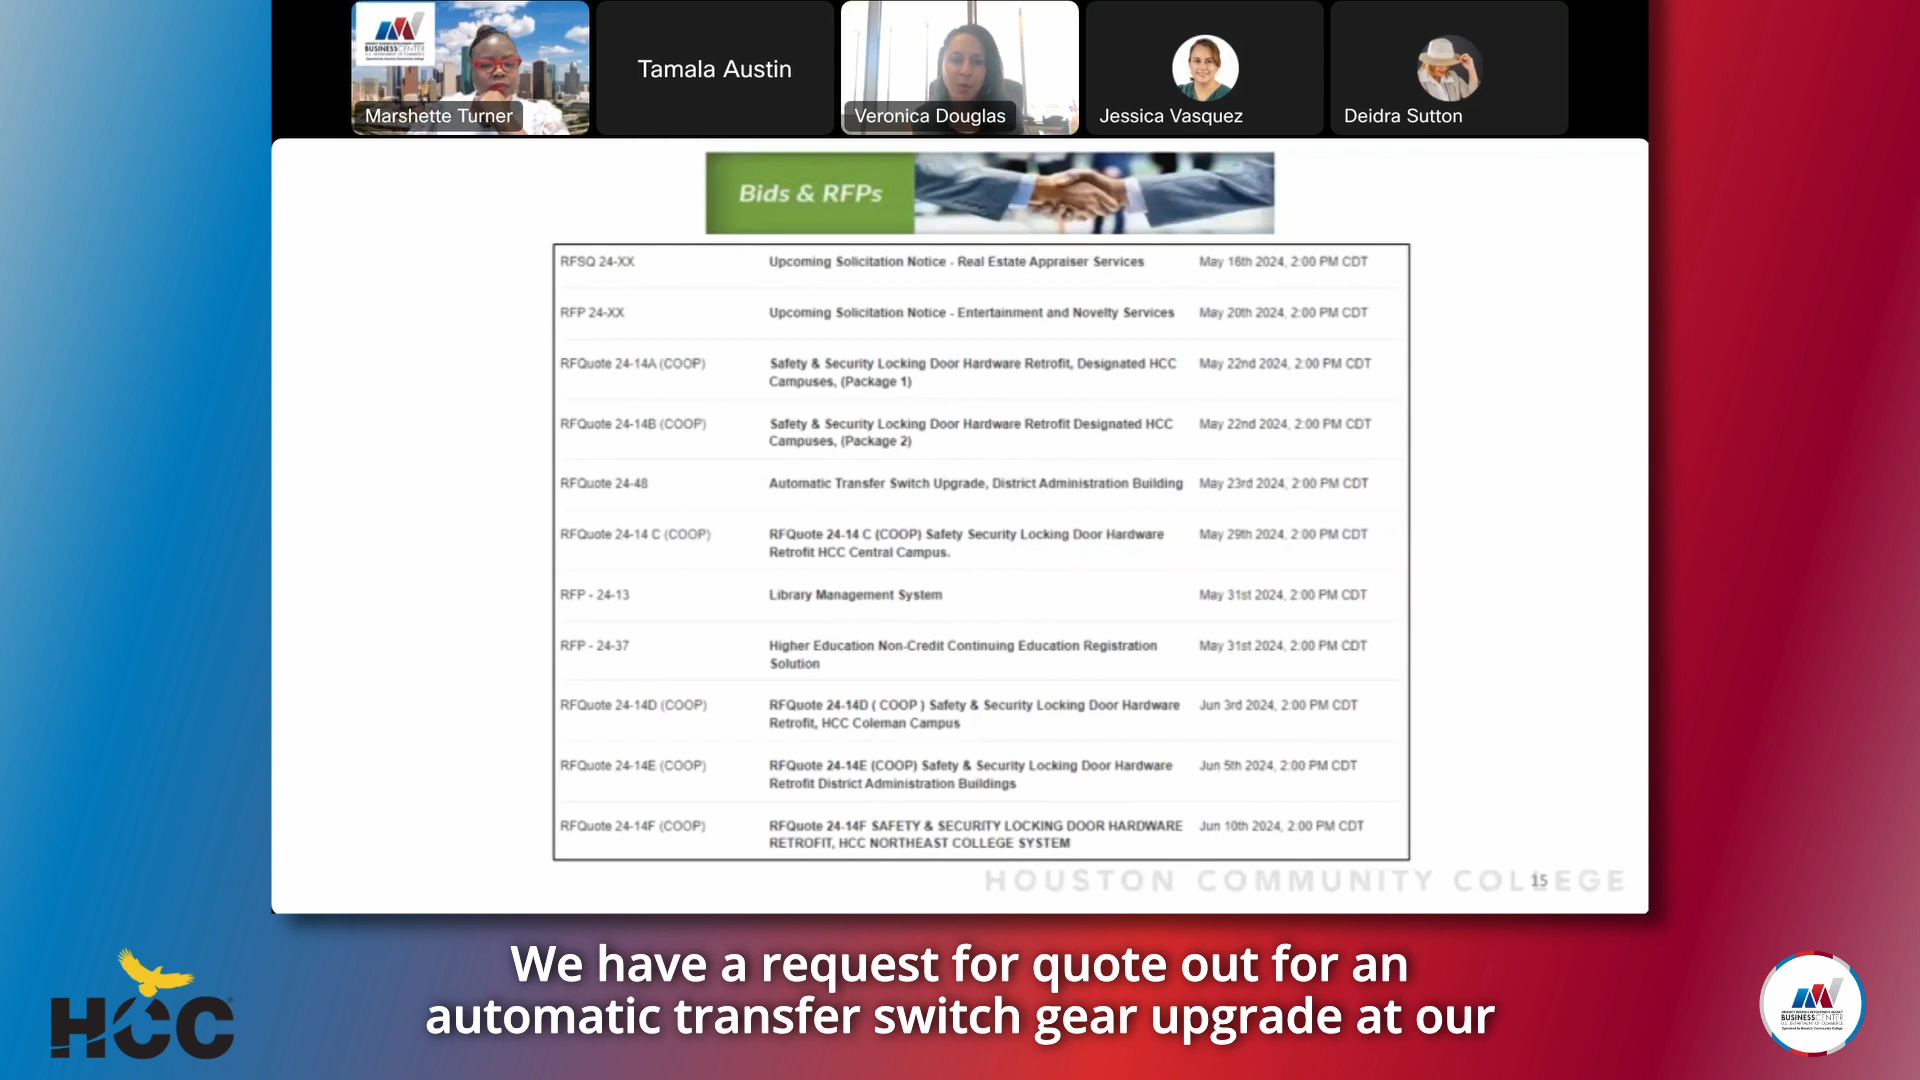 BUSINESSCENTER
Marshette Turner
Tamala Austin
Veronica Douglas
Jessica Vasquez
Deidra Sutton
Bids & RFPs
RFSQ 24-XX Upcoming Solicitation Notice - Real Estate Appraiser Services May 16th 2024, 2:00 PM CDT
RFP 24-XX Upcoming Solicitation Notice - Entertainment and Novelty Services May 20th 2024, 2:00 PM CDT
RFQuote 24-14A (COOP) Safety & Security Locking Door Hardware Retrofit, Designated HCC May 22nd 2024, 2:00 PM CDT
Campuses, (Package 1)
RFQuote 24-14B (COOP) Safety & Security Locking Door Hardware Retrofit Designated HCC May 22nd 2024, 2:00 PM CDT
Campuses, (Package 2)
RFQuote 24-48 Automatic Transfer Switch Upgrade, District Administration Building May 23rd 2024, 2:00 PM CDT
RFQuote 24-14 C (COOP) RFQuote 24-14 C (COOP) Safety Security Locking Door Hardware May 29th 2024, 2:00 PM CDT
Retrofit HCC Central Campus.
RFP - 24-13 Library Management System May 31st 2024, 2:00 PM CDT
RFP - 24-37 Higher Education Non-Credit Continuing Education Registration May 31st 2024, 2:00 PM CDT
Solution
RFQuote 24-14D (COOP) RFQuote 24-14D ( COOP ) Safety & Security Locking Door Hardware Jun 3rd 2024, 2:00 PM CDT
Retrofit, HCC Coleman Campus
RFQuote 24-14E (COOP) RFQuote 24-14E (COOP) Safety & Security Locking Door Hardware Jun 5th 2024, 2:00 PM CDT
Retrofit District Administration Buildings
RFQuote 24-14F (COOP) RFQuote 24-14F SAFETY & SECURITY LOCKING DOOR HARDWARE Jun 10th 2024, 2:00 PM CDT
RETROFIT, HCC NORTHEAST COLLEGE SYSTEM
HOUSTON COMMUNITY COLLEGE
15
We have a request for quote out for an
automatic transfer switch gear upgrade at our
HCC
BUSINESSCENTER